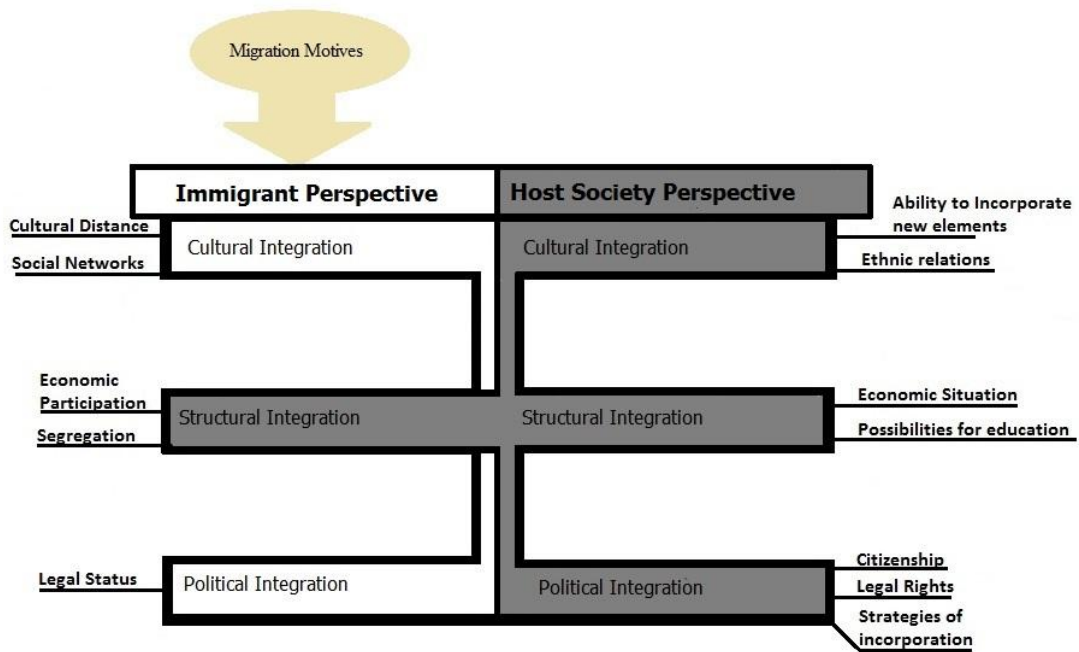 Migration Motives
Immigrant Perspective
Host Society Perspective
Cultural Distance
Social Networks
Cultural Integration
Cultural Integration
Ability to Incorporate
new elements
Ethnic relations
Economic
Participation
Segregation
Structural Integration
Structural Integration
Economic Situation
Possibilities for education
Legal Status
Political Integration
Political Integration
Citizenship
Legal Rights
Strategies of
incorporation